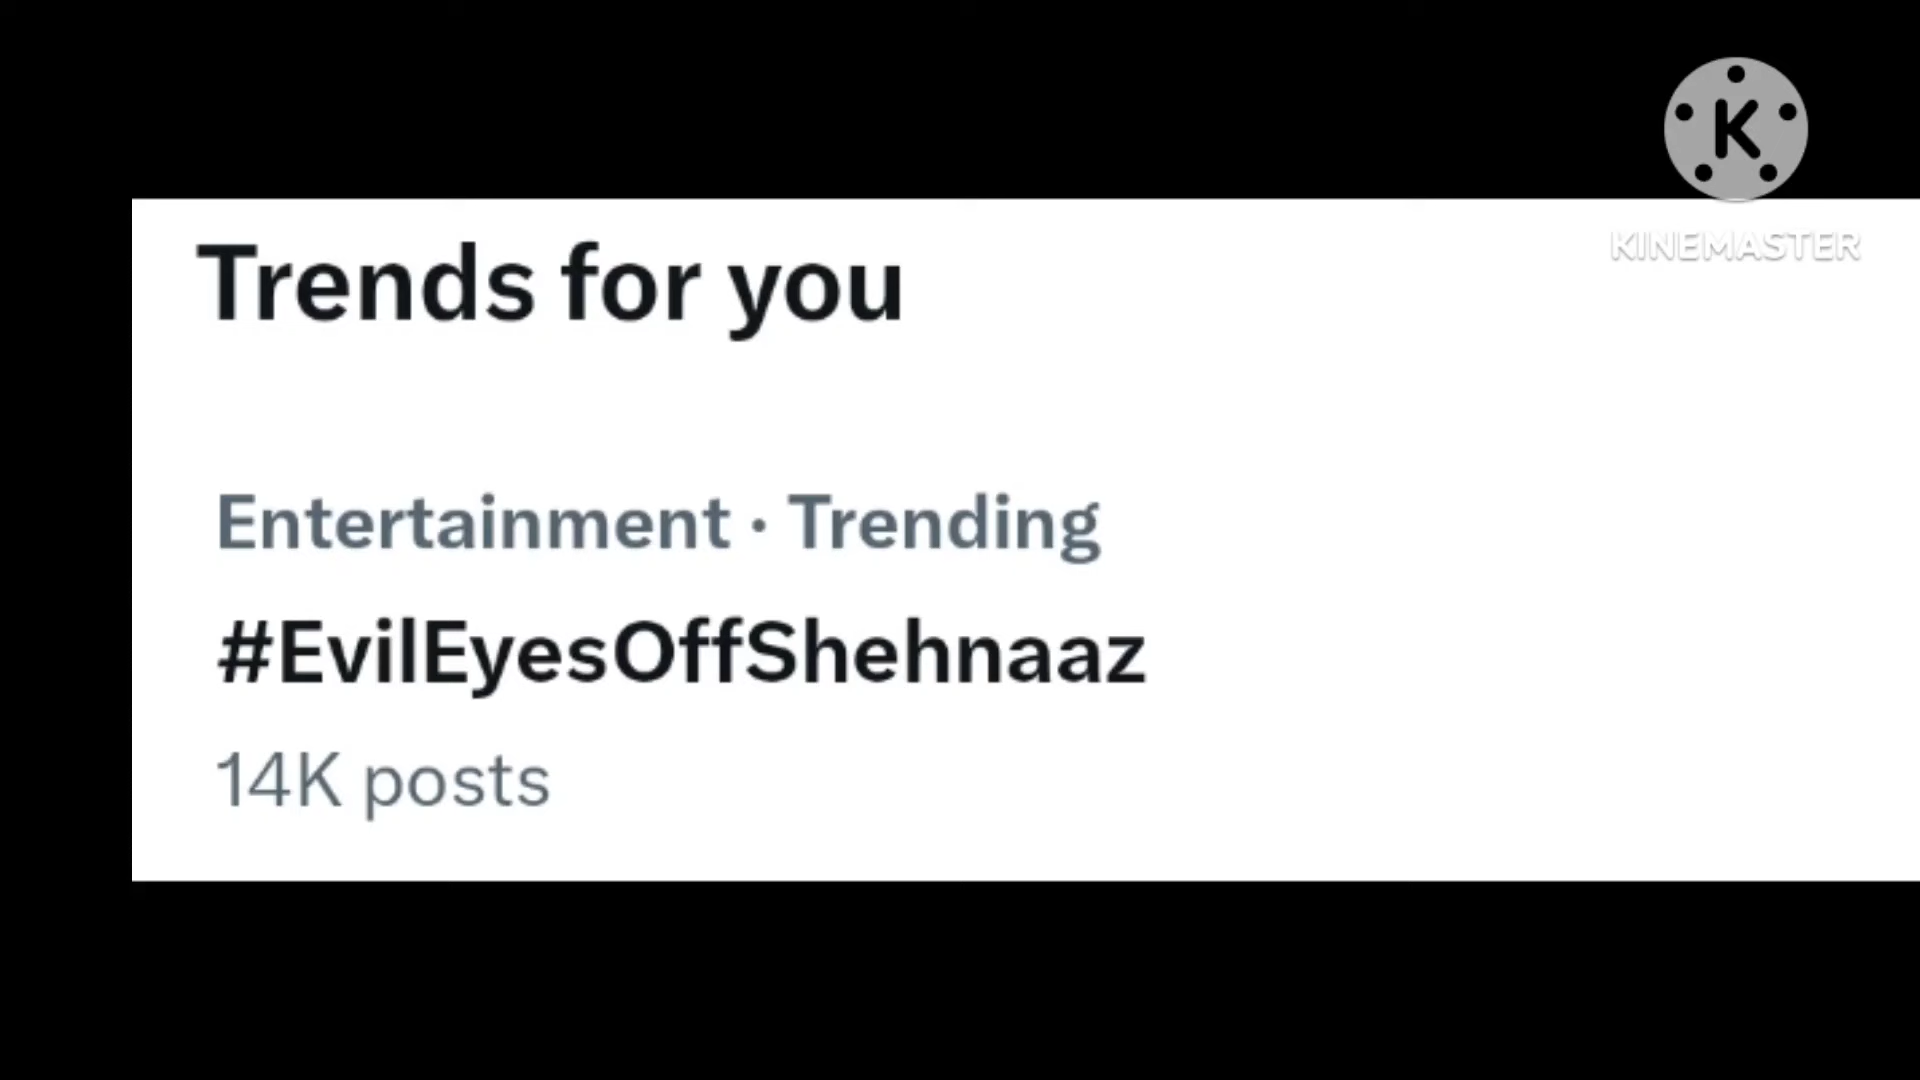 K
KINEMASTER
Trends for you
Entertainment · Trending
#EvilEyesOffShehnaaz
14K posts